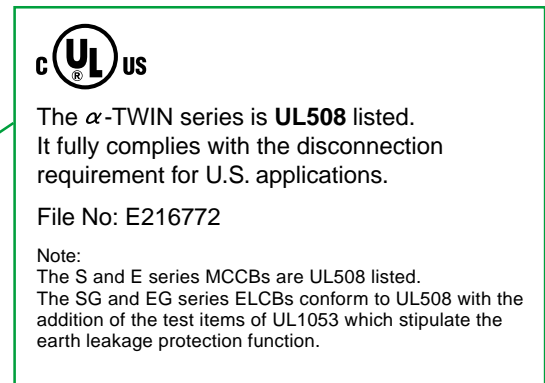 C UL ® US
The α-TWIN series is UL508 listed.
It fully complies with the disconnection
requirement for U.S. applications.
File No: E216772
Note:
The S and E series MCCBs are UL508 listed.
The SG and EG series ELCBs conform to UL508 with the
addition of the test items of UL1053 which stipulate the
earth leakage protection function.